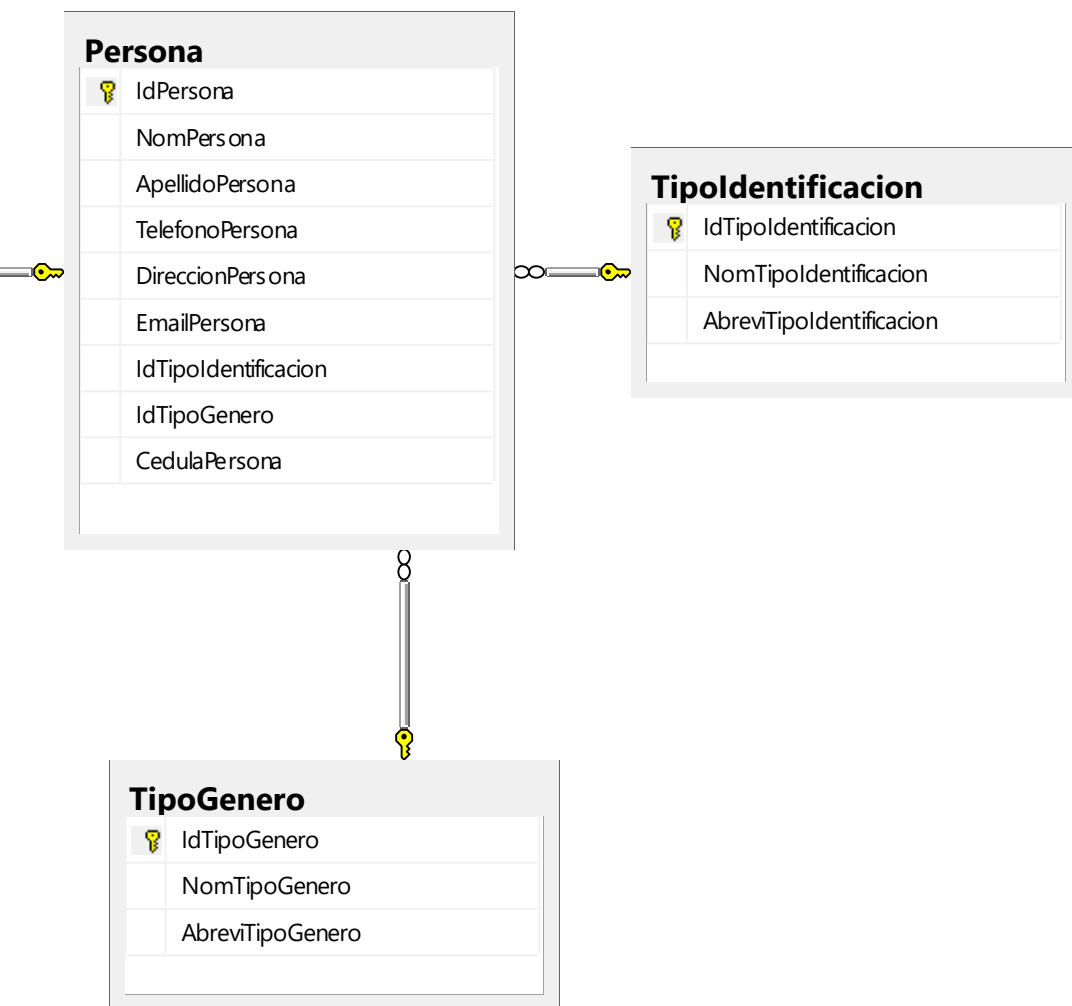 Persona
IdPersona
NomPersona
ApellidoPersona
TelefonoPersona
DireccionPersona
EmailPersona
IdTipoIdentificacion
IdTipoGenero
CedulaPersona
TipoIdentificacion
IdTipoIdentificacion
NomTipoIdentificacion
AbreviTipoIdentificacion
TipoGenero
IdTipoGenero
NomTipoGenero
AbreviTipoGenero